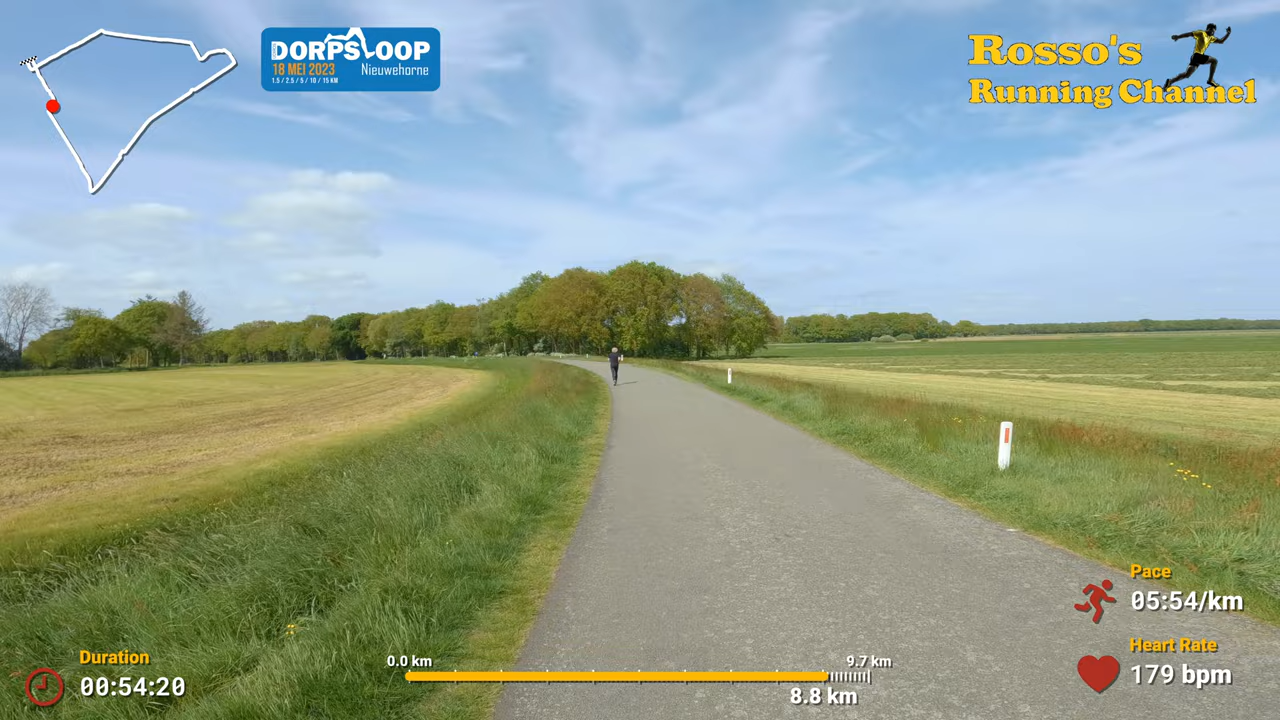 DORPSLOOP
18 MEI 2023
Nieuwehorne
1.5 / 2.5 / 5 / 10 / 15 KM
Rosso's
Running Channel
Pace
05:54/km
Heart Rate
179 bpm
Duration
00:54:20
0.0 km
9.7 km
8.8 km